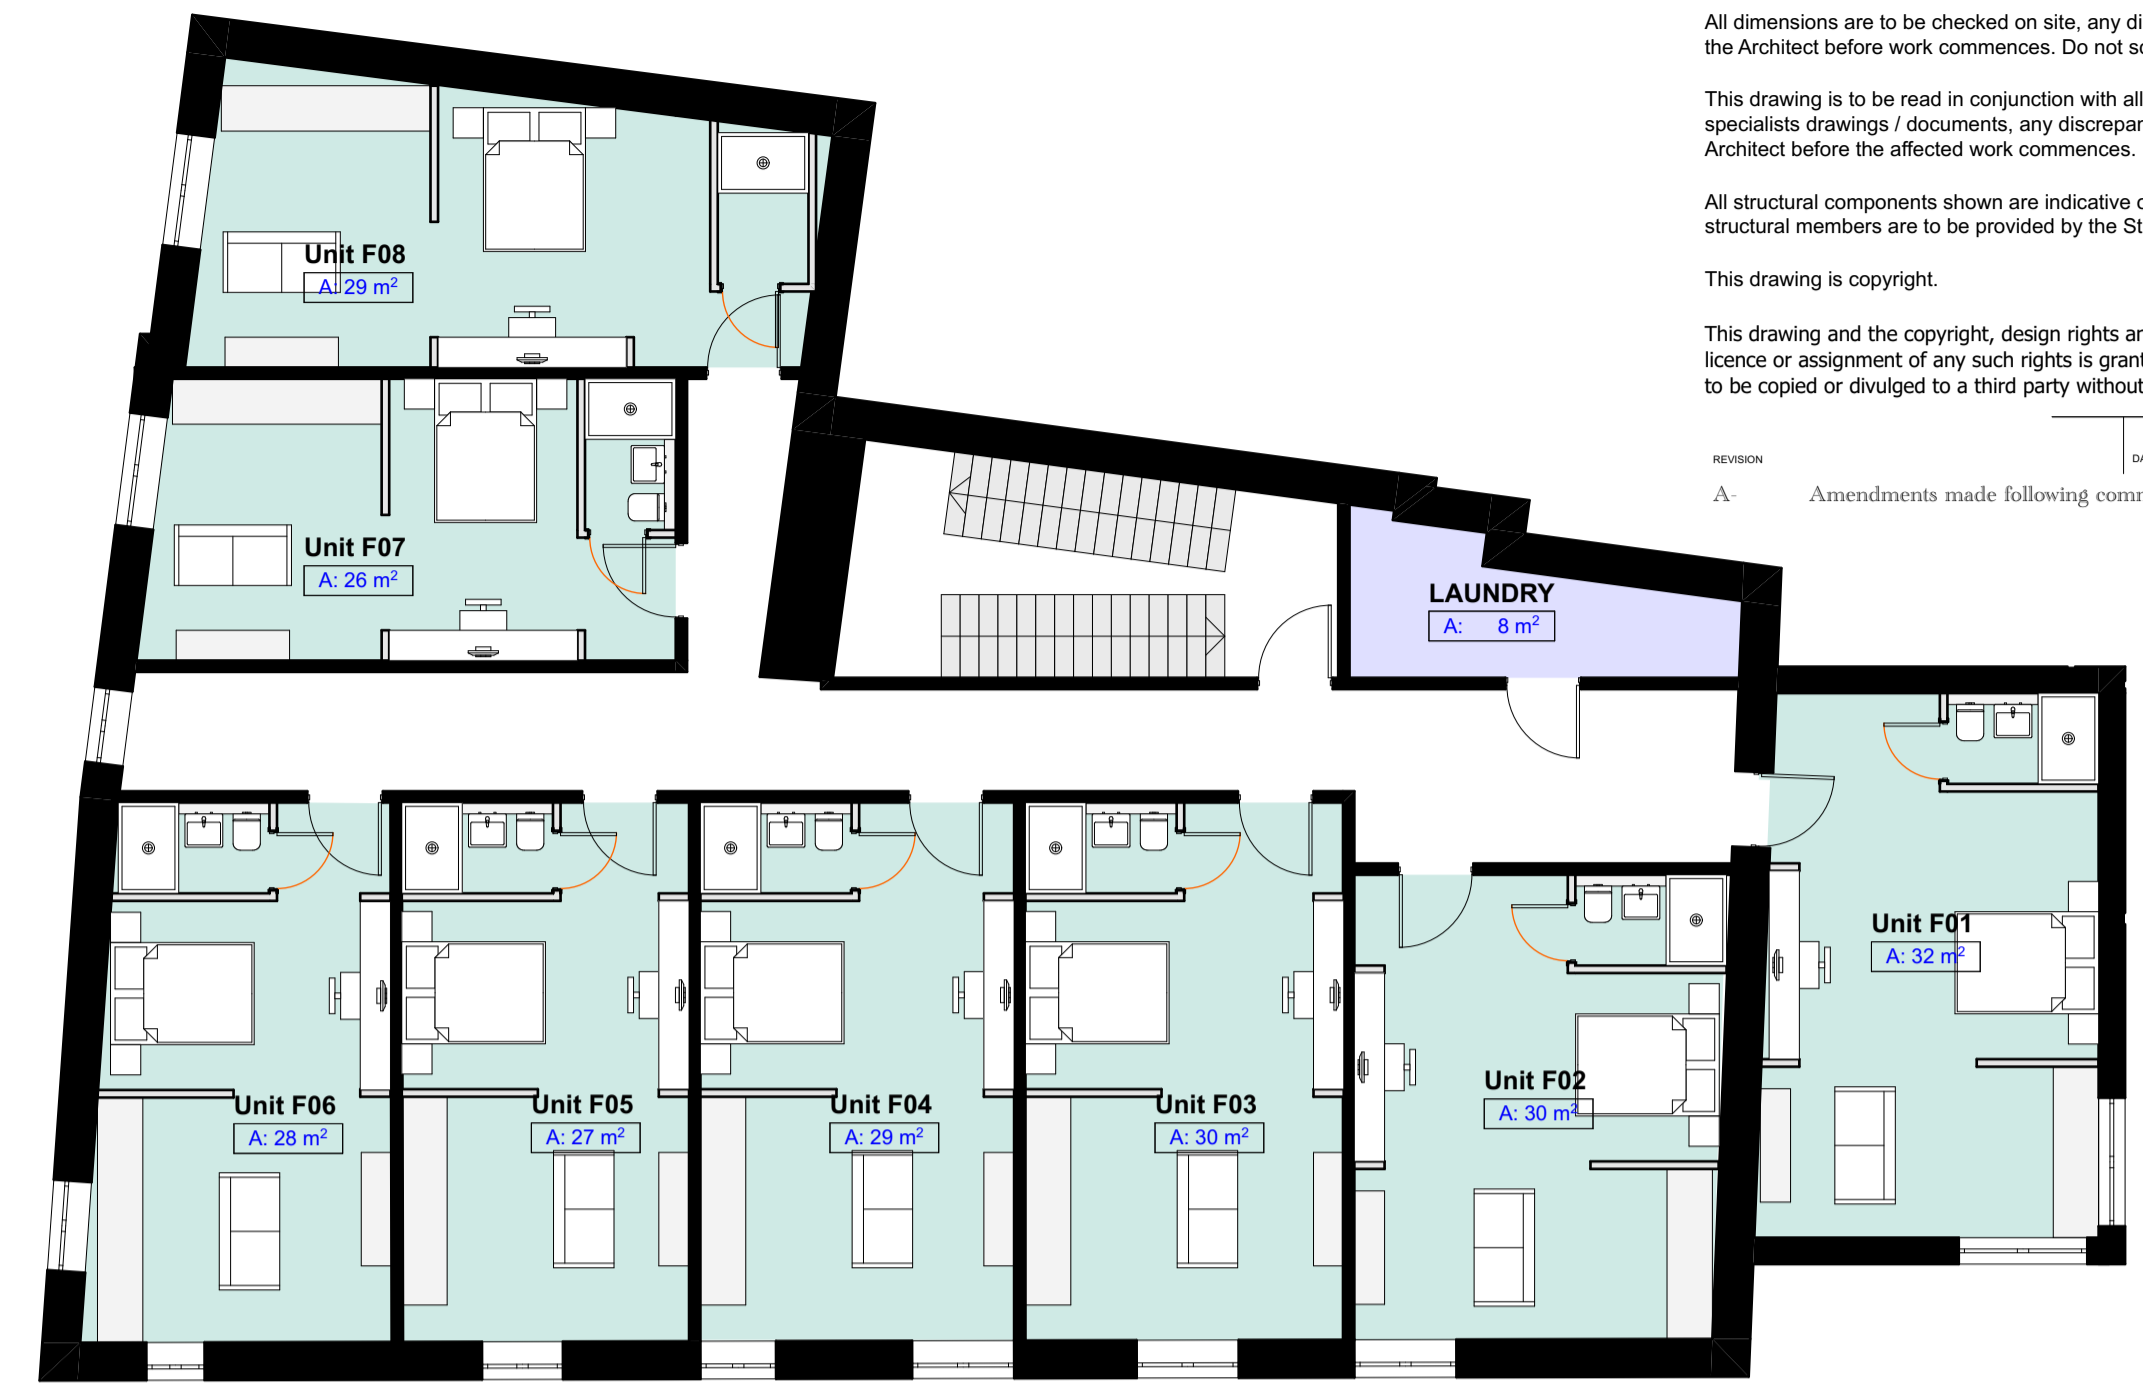 All dimensions are to be checked on site, any di
the Architect before work commences. Do not sc
This drawing is to be read in conjunction with all
specialists drawings / documents, any discrepar
Architect before the affected work commences.
All structural components shown are indicative o
structural members are to be provided by the St
This drawing is copyright.
This drawing and the copyright, design rights ar
licence or assignment of any such rights is grant
to be copied or divulged to a third party without
REVISION
DA
A- Amendments made following comm
Unit F08
A: 29 m²
Unit F07
A: 26 m²
LAUNDRY
A: 8 m²
Unit F01
A: 32 m²
Unit F02
A: 30 m²
Unit F03
A: 30 m²
Unit F04
A: 29 m²
Unit F05
A: 27 m²
Unit F06
A: 28 m²